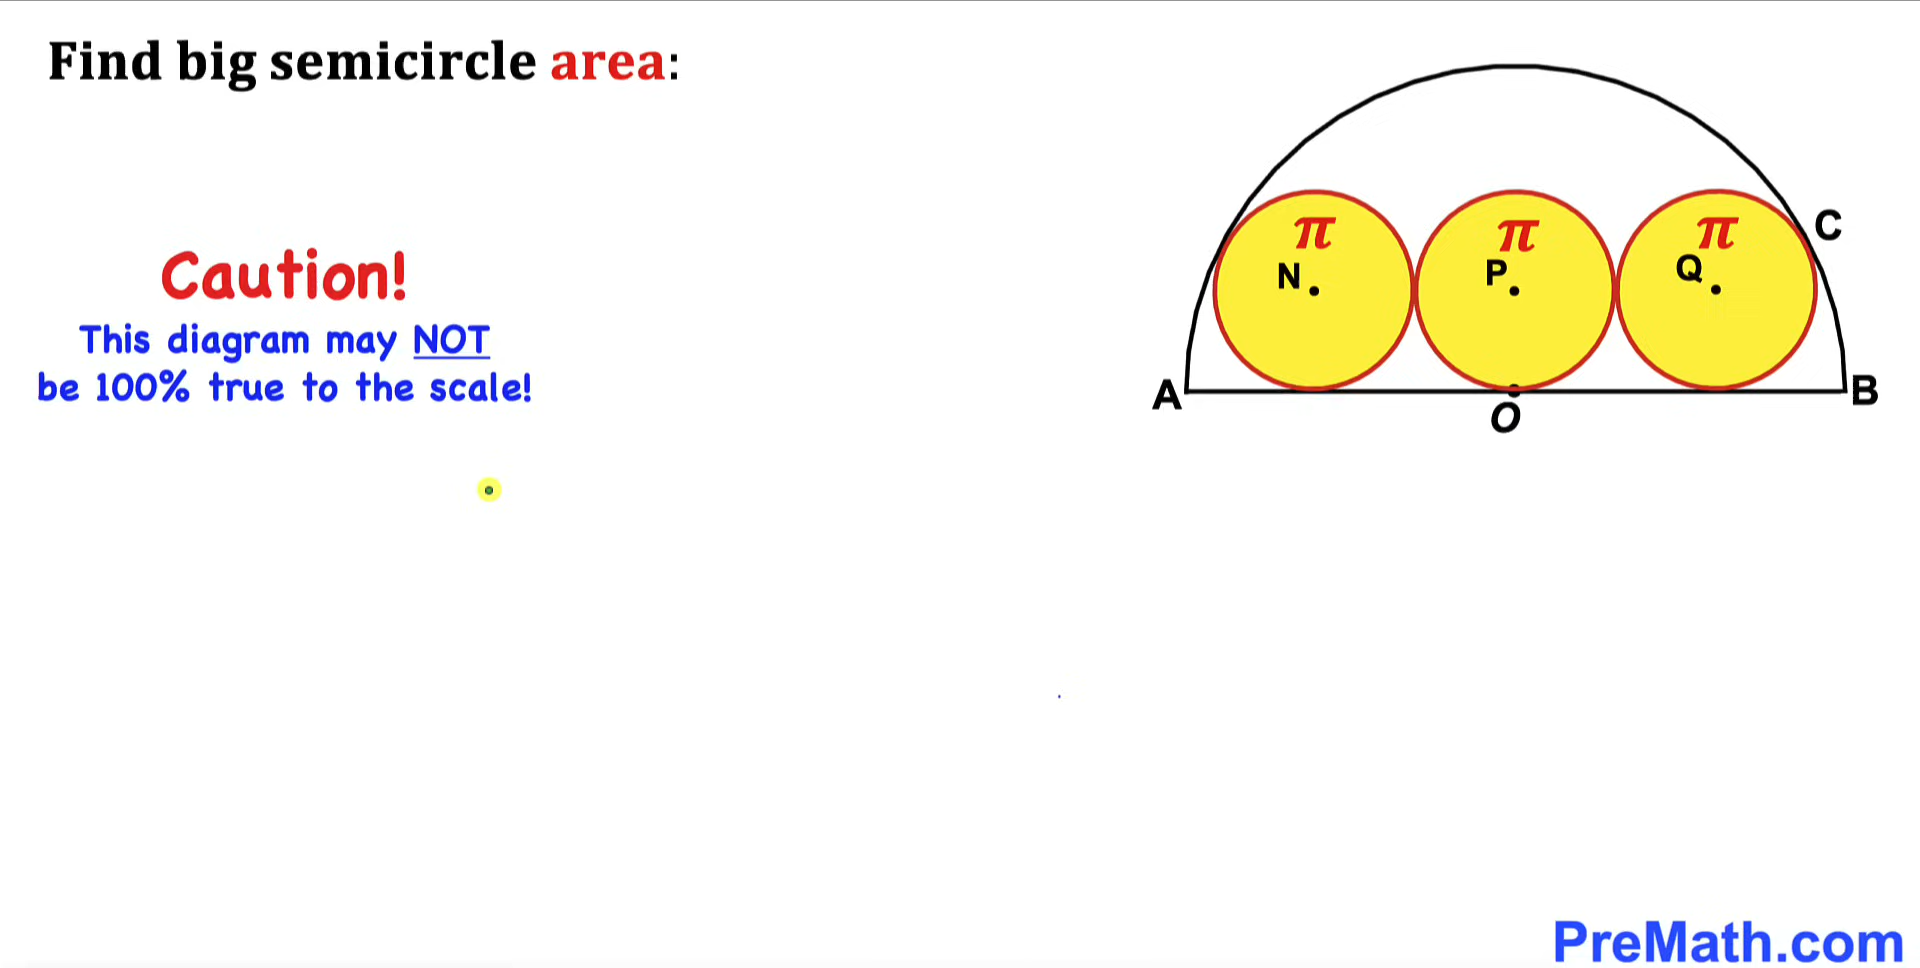 Find big semicircle area:
Caution!
This diagram may NOT
be 100% true to the scale!
π π π
N P Q
C
A B
O
PreMath.com